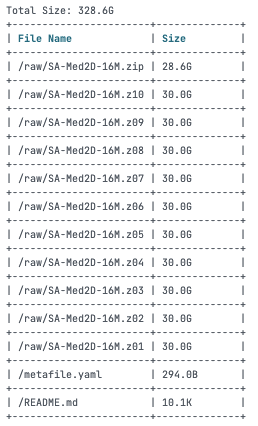 Total Size: 328.6G
+-----------------------+--------------+
| File Name | Size |
+-----------------------+--------------+
| /raw/SA-Med2D-16M.zip | 28.6G |
+-----------------------+--------------+
| /raw/SA-Med2D-16M.z10 | 30.0G |
+-----------------------+--------------+
| /raw/SA-Med2D-16M.z09 | 30.0G |
+-----------------------+--------------+
| /raw/SA-Med2D-16M.z08 | 30.0G |
+-----------------------+--------------+
| /raw/SA-Med2D-16M.z07 | 30.0G |
+-----------------------+--------------+
| /raw/SA-Med2D-16M.z06 | 30.0G |
+-----------------------+--------------+
| /raw/SA-Med2D-16M.z05 | 30.0G |
+-----------------------+--------------+
| /raw/SA-Med2D-16M.z04 | 30.0G |
+-----------------------+--------------+
| /raw/SA-Med2D-16M.z03 | 30.0G |
+-----------------------+--------------+
| /raw/SA-Med2D-16M.z02 | 30.0G |
+-----------------------+--------------+
| /raw/SA-Med2D-16M.z01 | 30.0G |
+-----------------------+--------------+
| /metafile.yaml | 294.0B |
+-----------------------+--------------+
| /README.md | 10.1K |
+-----------------------+--------------+